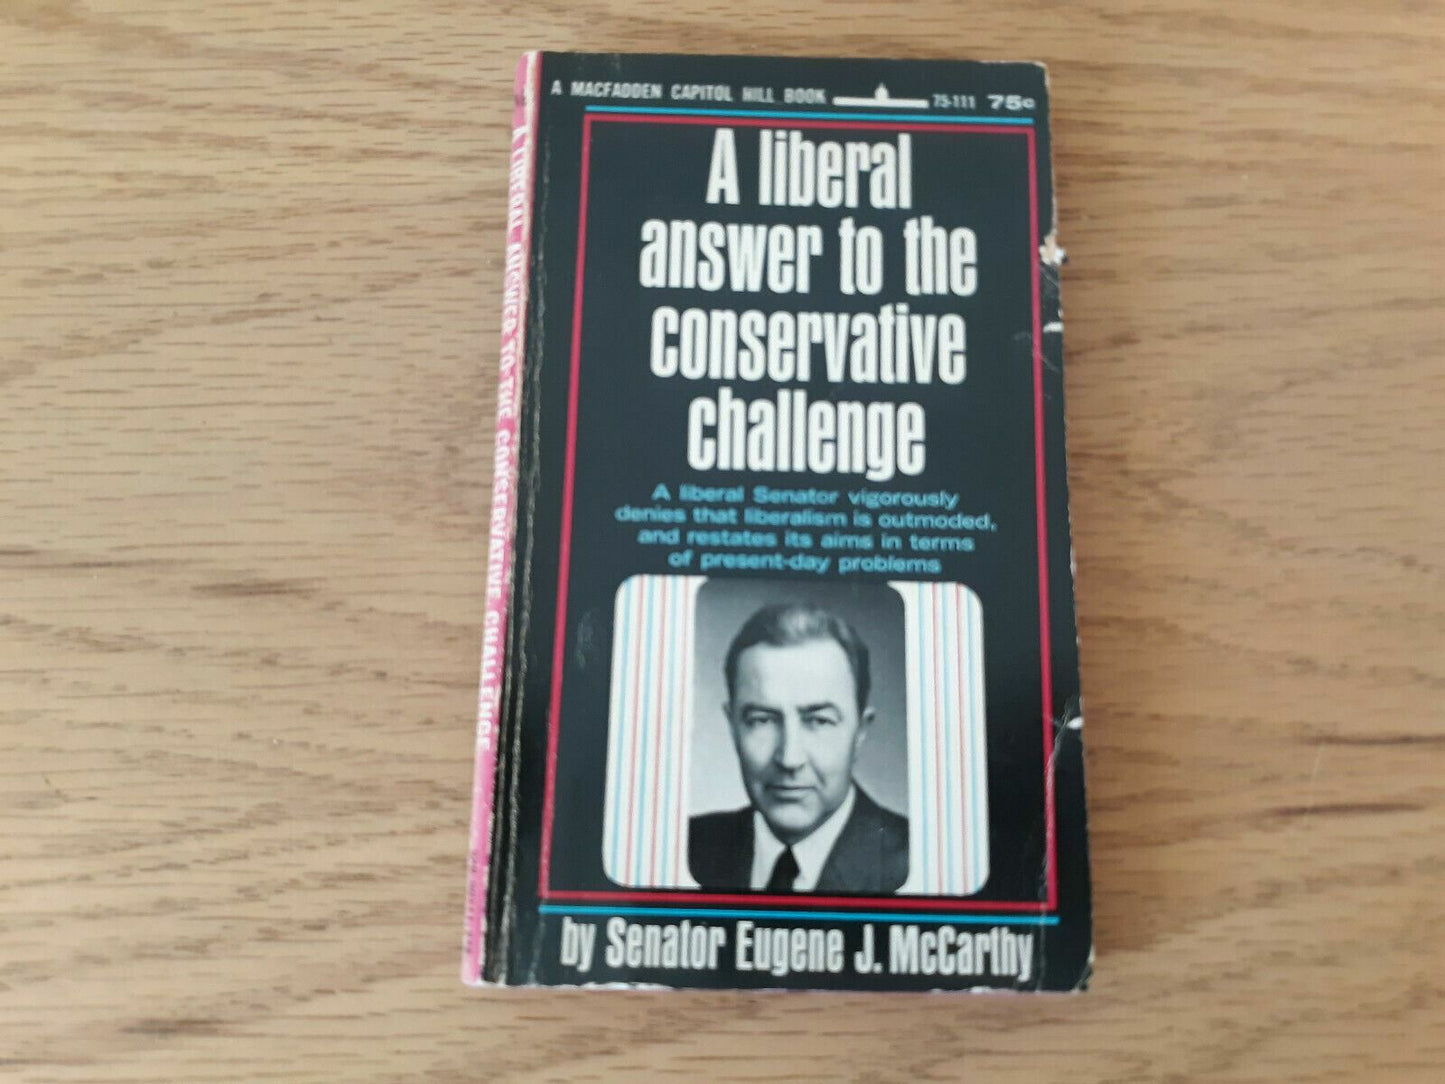 A MACFADDEN CAPITOL HILL BOOK 75-111 75c
A liberal
answer to the
conservative
challenge
A liberal Senator vigorously
denies that liberalism is outmoded,
and restates its aims in terms
of present-day problems
by Senator Eugene J. McCarthy
A LIBERAL ANSWER TO THE CONSERVATIVE CHALLENGE